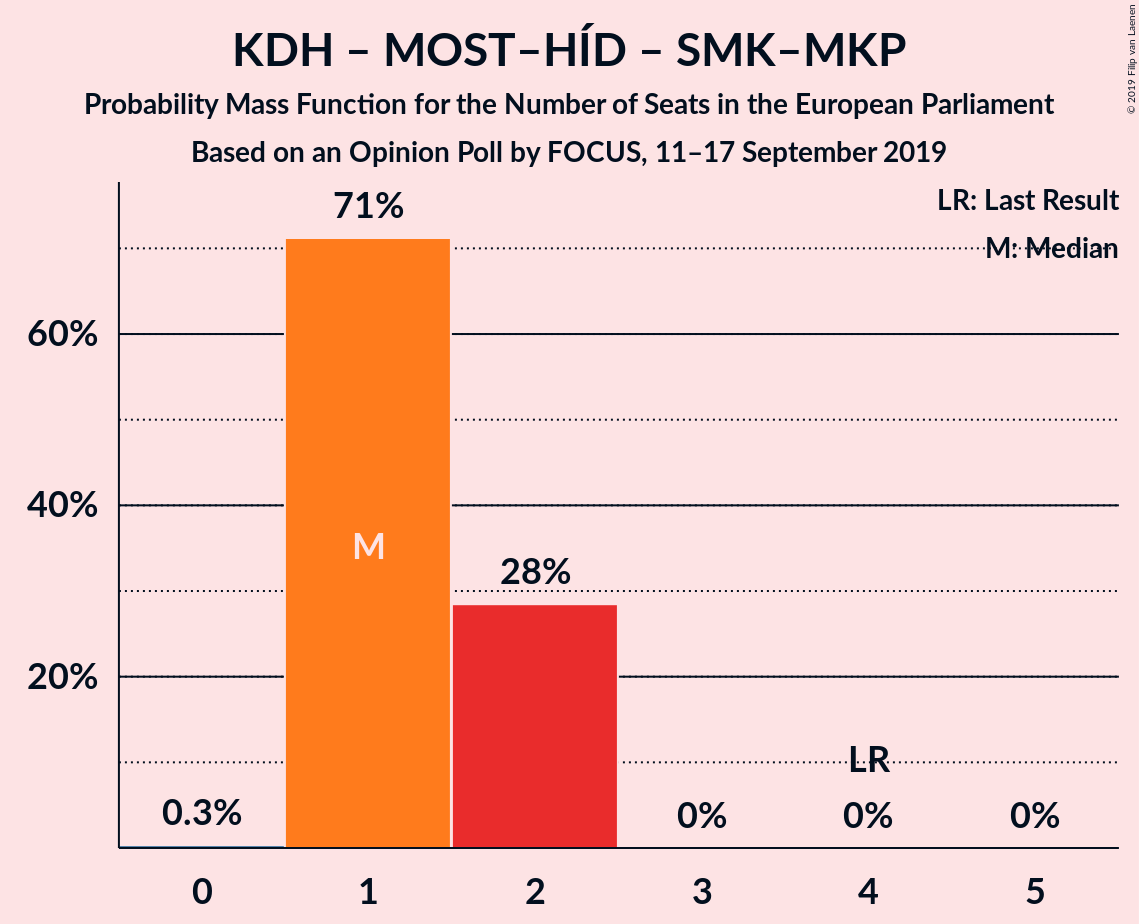 KDH – MOST–HÍD – SMK–MKP
Probability Mass Function for the Number of Seats in the European Parliament
Based on an Opinion Poll by FOCUS, 11–17 September 2019
© 2019 Filip van Laenen
LR: Last Result
M: Median
71%
60%
40%
M
28%
20%
LR
0.3%
0%
0%
0%
0
1
2
3
4
5